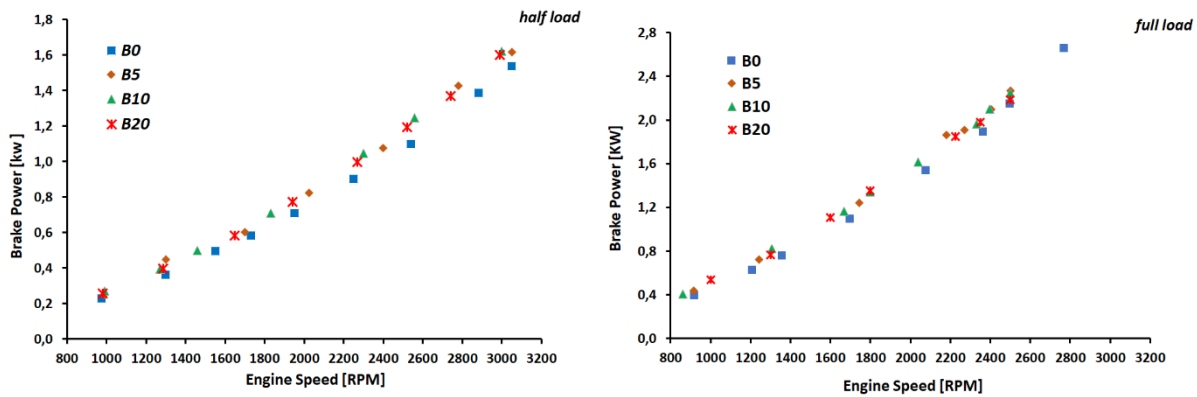 half load
1,8
1,6
1,4
1,2
1,0
0,8
0,6
0,4
0,2
0,0
Brake Power [kw]
B0
B5
B10
B20
800 1000 1200 1400 1600 1800 2000 2200 2400 2600 2800 3000 3200
Engine Speed [RPM]
full load
2,8
2,4
2,0
1,6
1,2
0,8
0,4
0,0
Brake Power [KW]
B0
B5
B10
B20
800 1000 1200 1400 1600 1800 2000 2200 2400 2600 2800 3000 3200
Engine Speed [RPM]